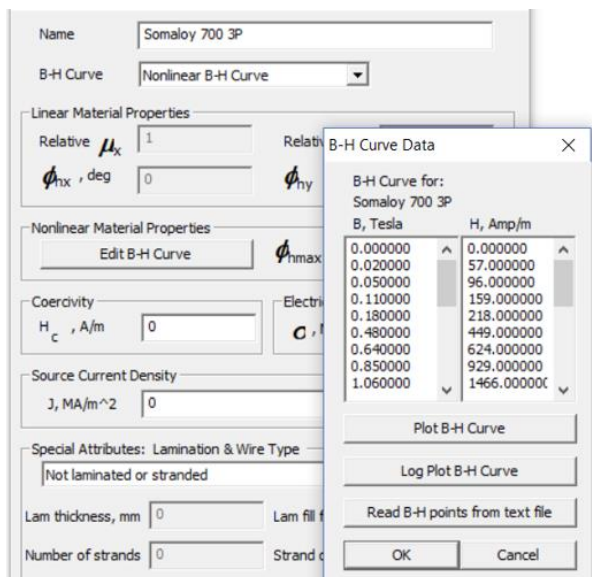 Name Somaloy 700 3P
B-H Curve Nonlinear B-H Curve
Linear Material Properties
Relative μx 1
ϕhx , deg 0 ϕhy
Nonlinear Material Properties
Edit B-H Curve ϕhmax
Coercivity
Hc , A/m 0
Source Current Density
J, MA/m^2 0
Special Attributes: Lamination & Wire Type
Not laminated or stranded
Lam thickness, mm 0 Lam fill
Number of strands 0 Strand
B-H Curve Data
B-H Curve for:
Somaloy 700 3P
B, Tesla H, Amp/m
0.000000 0.000000
0.020000 57.000000
0.050000 96.000000
0.110000 159.000000
0.180000 218.000000
0.480000 449.000000
0.640000 624.000000
0.850000 929.000000
1.060000 1466.000000
Plot B-H Curve
Log Plot B-H Curve
Read B-H points from text file
OK Cancel